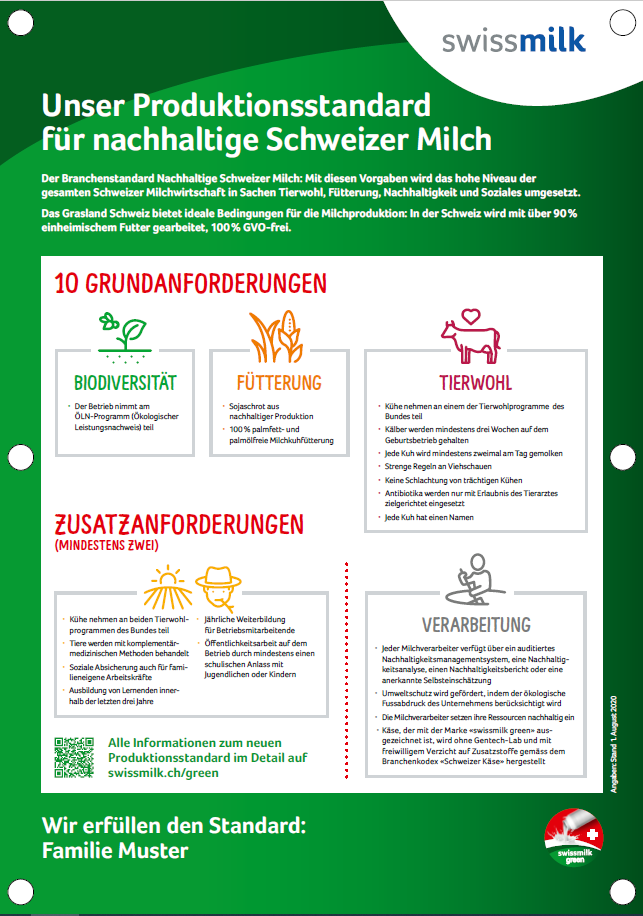 swissmilk
Unser Produktionsstandard
für nachhaltige Schweizer Milch
Der Branchenstandard Nachhaltige Schweizer Milch: Mit diesen Vorgaben wird das hohe Niveau der
gesamten Schweizer Milchwirtschaft in Sachen Tierwohl, Fütterung, Nachhaltigkeit und Soziales umgesetzt.
Das Grasland Schweiz bietet ideale Bedingungen für die Milchproduktion: In der Schweiz wird mit über 90 %
einheimischem Futter gearbeitet, 100 % GVO-frei.
10 GRUNDANFORDERUNGEN
BIODIVERSITÄT
• Der Betrieb nimmt am
ÖLN-Programm (Ökologischer
Leistungsnachweis) teil
FÜTTERUNG
• Sojaschrot aus
nachhaltiger Produktion
• 100 % palmfett- und
palmölfreie Milchkuhfütterung
TIERWOHL
• Kühe nehmen an einem der Tierwohlprogramme des
Bundes teil
• Kälber werden mindestens drei Wochen auf dem
Geburtsbetrieb gehalten
• Jede Kuh wird mindestens zweimal am Tag gemolken
• Strenge Regeln an Viehschauen
• Keine Schlachtung von trächtigen Kühen
• Antibiotika werden nur mit Erlaubnis des Tierarztes
zielgerichtet eingesetzt
• Jede Kuh hat einen Namen
ZUSATZANFORDERUNGEN
(MINDESTENS ZWEI)
• Kühe nehmen an beiden Tierwohl-
programmen des Bundes teil
• Tiere werden mit komplementär-
medizinischen Methoden behandelt
• Soziale Absicherung auch für fami-
lieneigene Arbeitskräfte
• Ausbildung von Lernenden inner-
halb der letzten drei Jahre
• Jährliche Weiterbildung
für Betriebsmitarbeitende
• Öffentlichkeitsarbeit auf dem
Betrieb durch mindestens einen
schulischen Anlass mit
Jugendlichen oder Kindern
VERARBEITUNG
• Jeder Milchverarbeiter verfügt über ein auditiertes
Nachhaltigkeitsmanagementsystem, eine Nachhaltig-
keitsanalyse, einen Nachhaltigkeitsbericht oder eine
anerkannte Selbsteinschätzung
• Umweltschutz wird gefördert, indem der ökologische
Fussabdruck des Unternehmens berücksichtigt wird
• Die Milchverarbeiter setzen ihre Ressourcen nachhaltig ein
• Käse, der mit der Marke «swissmilk green» aus-
gezeichnet ist, wird ohne Gentech-Lab und mit
freiwilligem Verzicht auf Zusatzstoffe gemäss dem
Branchenkodex «Schweizer Käse» hergestellt
Alle Informationen zum neuen
Produktionsstandard im Detail auf
swissmilk.ch/green
Angaben: Stand 1. August 2020
Wir erfüllen den Standard:
Familie Muster
swissmilk
green